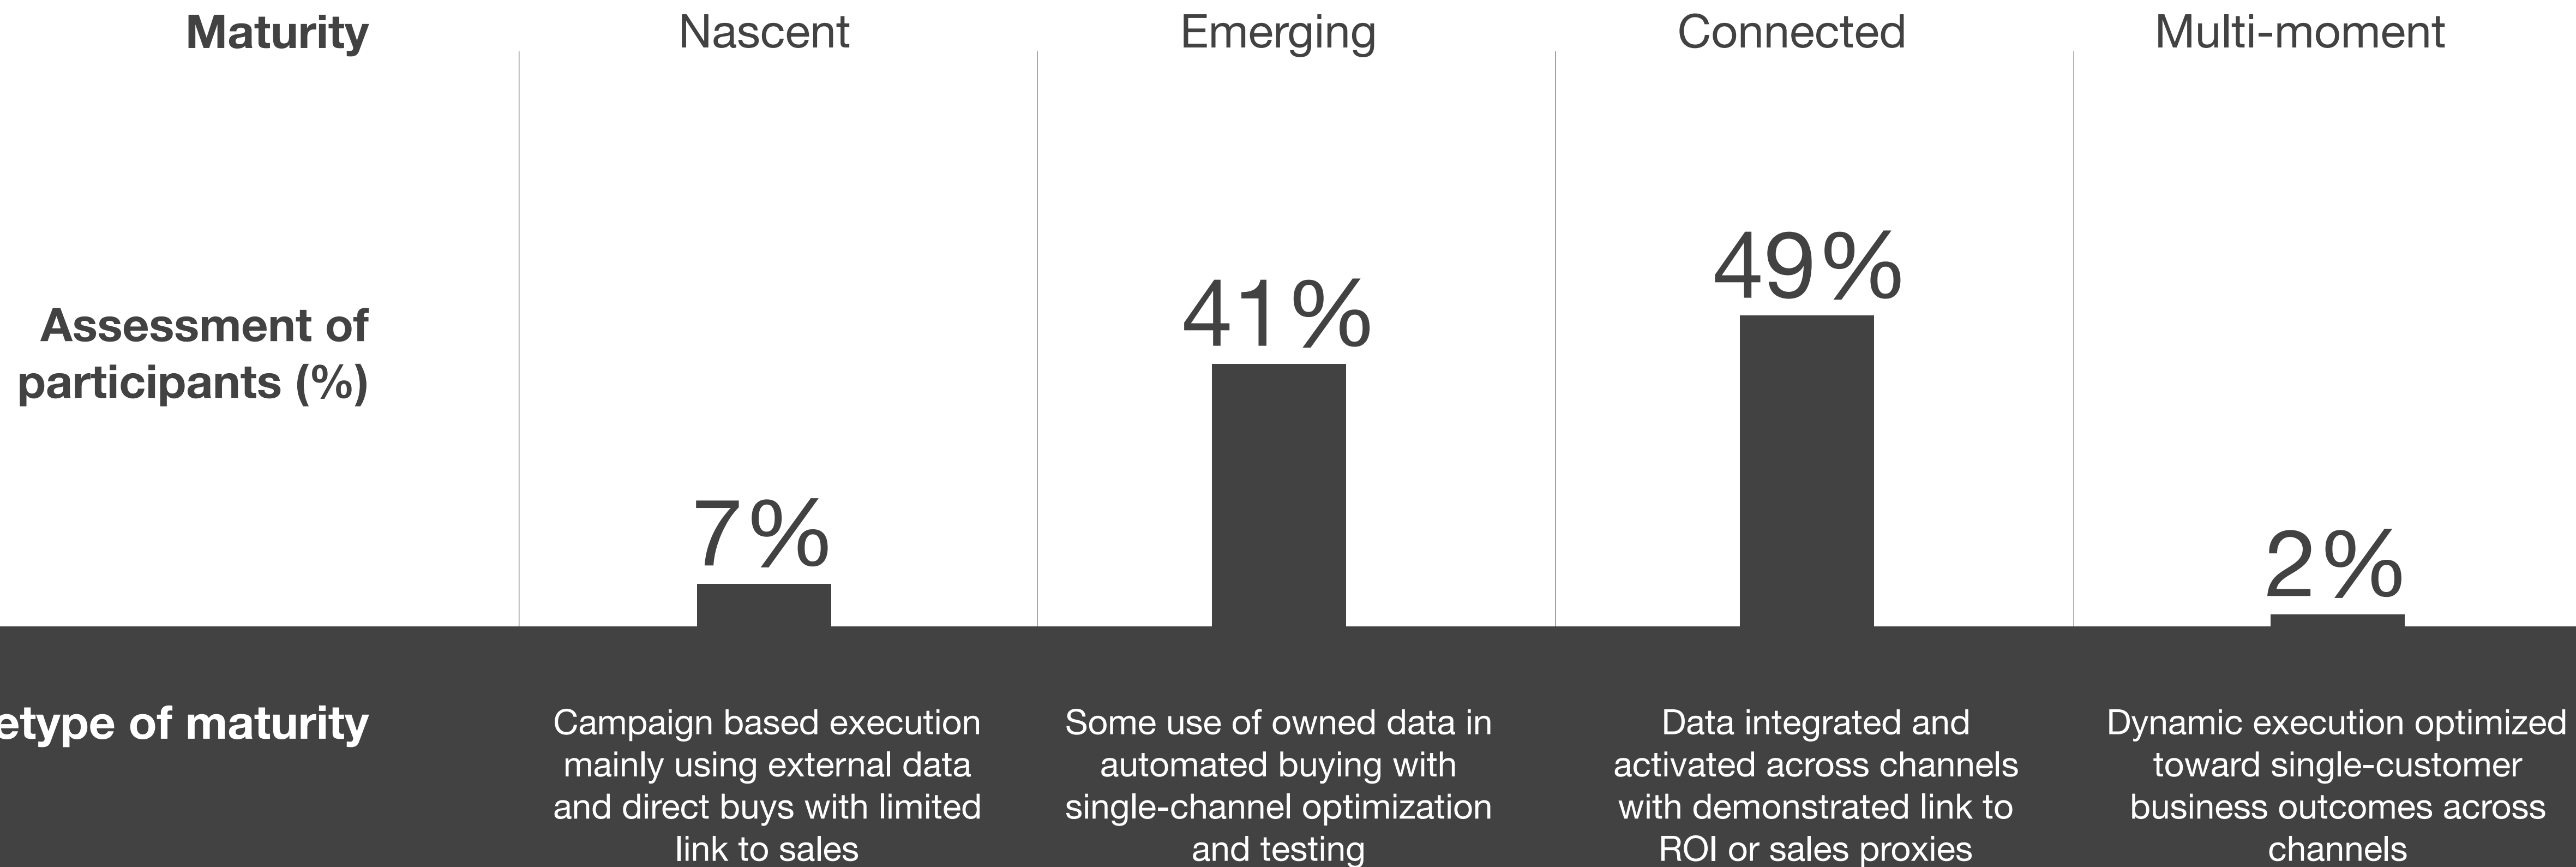 Maturity
Nascent
Emerging
Connected
Multi-moment
Assessment of
participants (%)
7%
41%
49%
2%
etype of maturity
Campaign based execution
mainly using external data
and direct buys with limited
link to sales
Some use of owned data in
automated buying with
single-channel optimization
and testing
Data integrated and
activated across channels
with demonstrated link to
ROI or sales proxies
Dynamic execution optimized
toward single-customer
business outcomes across
channels